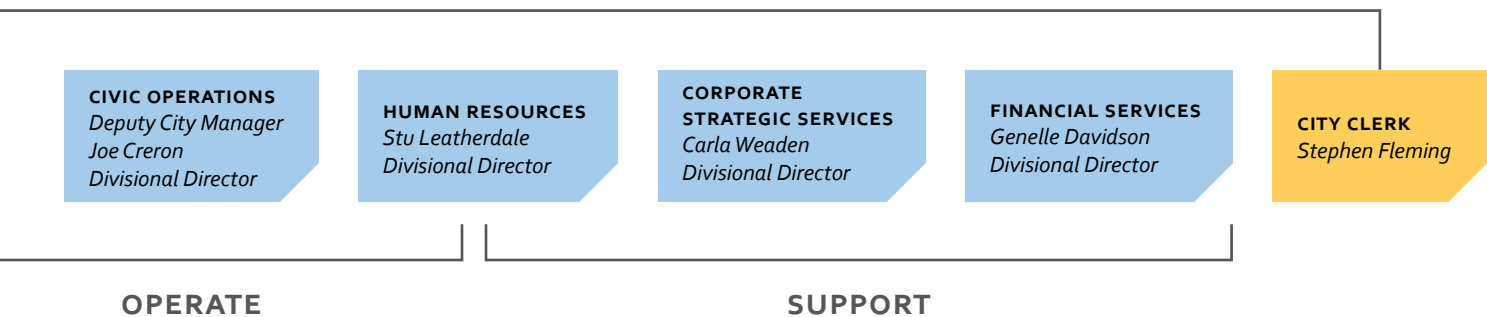 CIVIC OPERATIONS
Deputy City Manager
Joe Creron
Divisional Director
HUMAN RESOURCES
Stu Leatherdale
Divisional Director
CORPORATE
STRATEGIC SERVICES
Carla Weaden
Divisional Director
FINANCIAL SERVICES
Genelle Davidson
Divisional Director
CITY CLERK
Stephen Fleming
OPERATE
SUPPORT